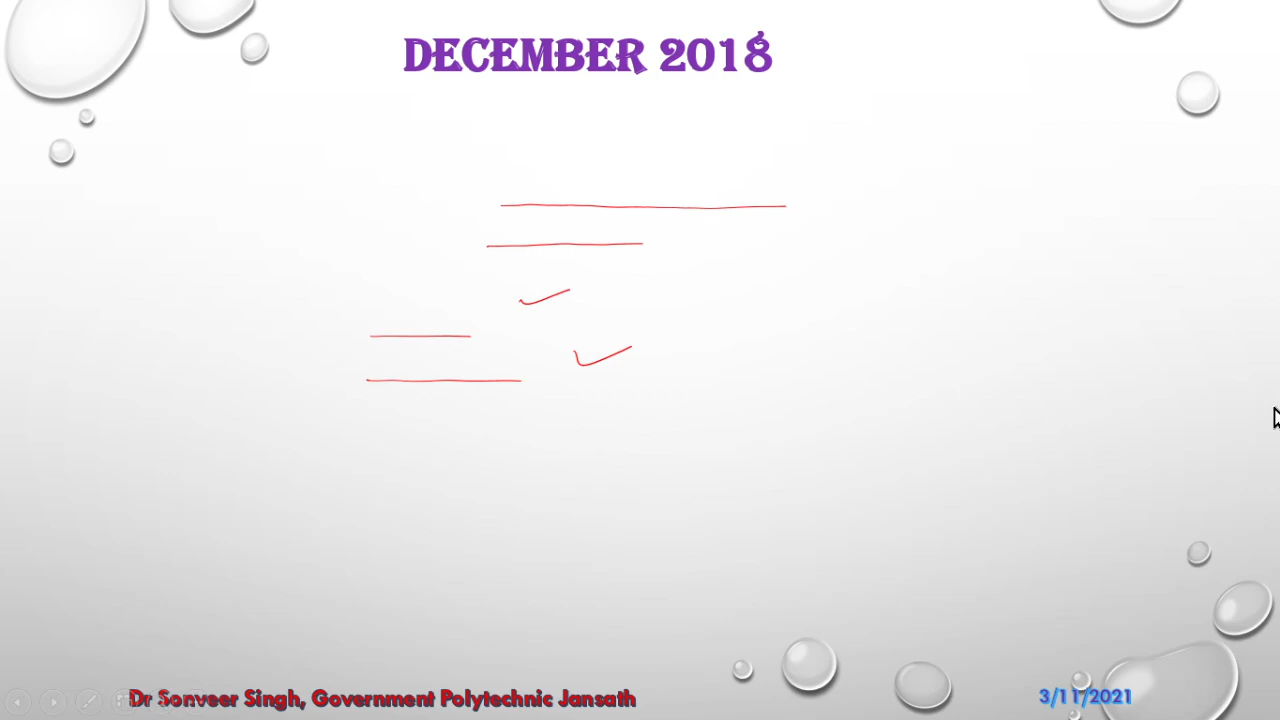 DECEMBER 2018
Dr Sonveer Singh, Government Polytechnic Jansath
3/11/2021